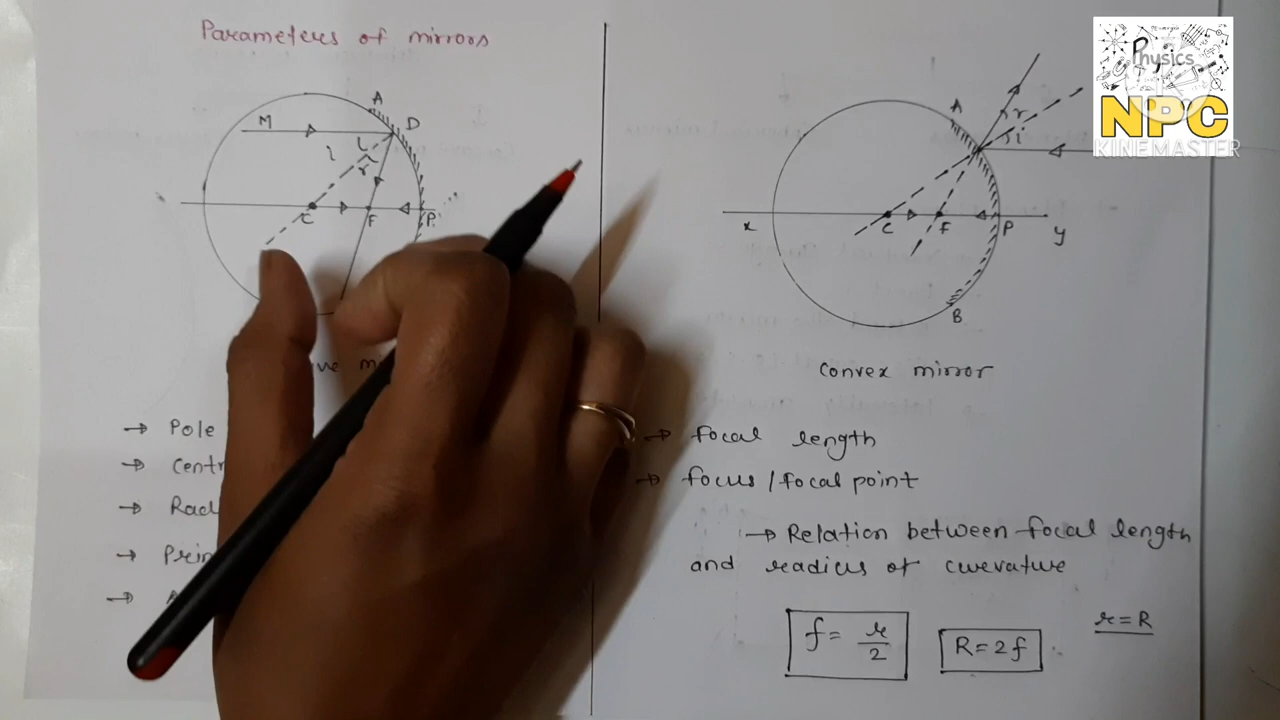 Parameters of mirrors
A
M
D
i
i
r
C
F
P
→ Pole
→ Centr
→ Rad
→ Prin
→ A
A
r
i
x
C
F
P
y
B
Convex mirror
→ focal length
→ focus / focal point
→ Relation between focal length
and radius of curvature
f = r/2
R = 2f
r = R
Physics
NPC
KINEMASTER